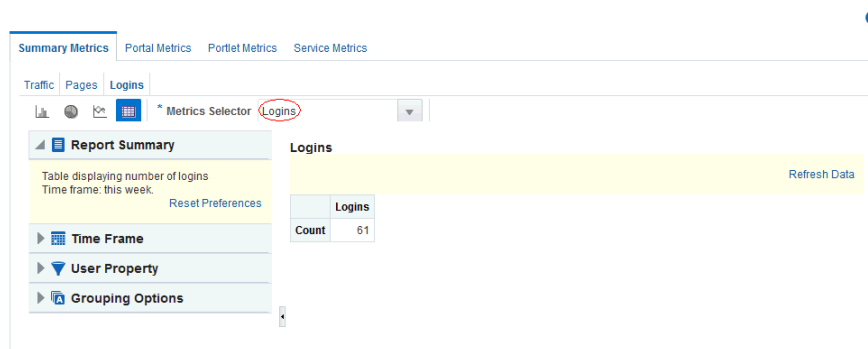 Summary Metrics Portal Metrics Portlet Metrics Service Metrics
Traffic Pages Logins
* Metrics Selector Logins
Report Summary
Table displaying number of logins
Time frame: this week.
Reset Preferences
Time Frame
User Property
Grouping Options
Logins
Refresh Data
Logins
Count 61